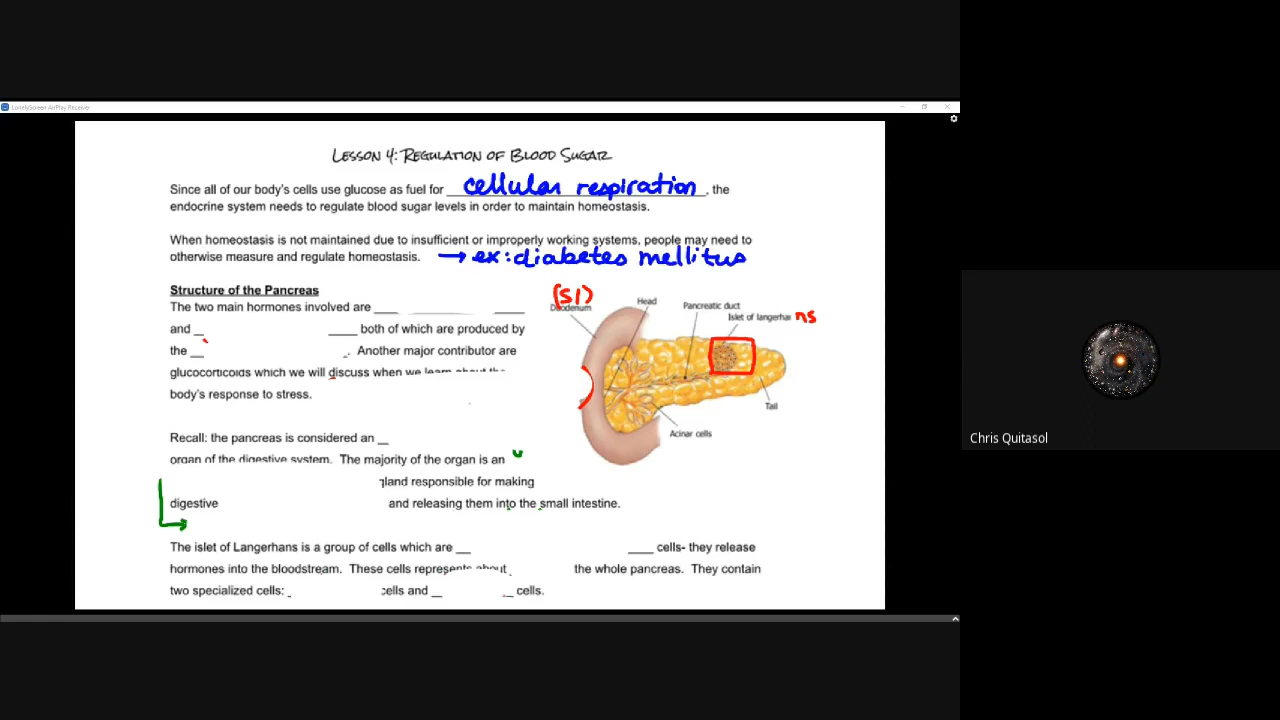 LonelyScreen AirPlay Receiver
LESSON 4: REGULATION OF BLOOD SUGAR
Since all of our body's cells use glucose as fuel for cellular respiration, the
endocrine system needs to regulate blood sugar levels in order to maintain homeostasis.
When homeostasis is not maintained due to insufficient or improperly working systems, people may need to
otherwise measure and regulate homeostasis. → ex: diabetes mellitus
Structure of the Pancreas
The two main hormones involved are
and both of which are produced by
the . Another major contributor are
glucocorticoids which we will discuss when we learn about the
body's response to stress.
Recall: the pancreas is considered an
organ of the digestive system. The majority of the organ is an
gland responsible for making
digestive and releasing them into the small intestine.
The islet of Langerhans is a group of cells which are cells- they release
hormones into the bloodstream. These cells represents about the whole pancreas. They contain
two specialized cells: cells and cells.
(SI)
Duodenum
Head
Pancreatic duct
Islet of langerhans
Tail
Acinar cells
Chris Quitasol